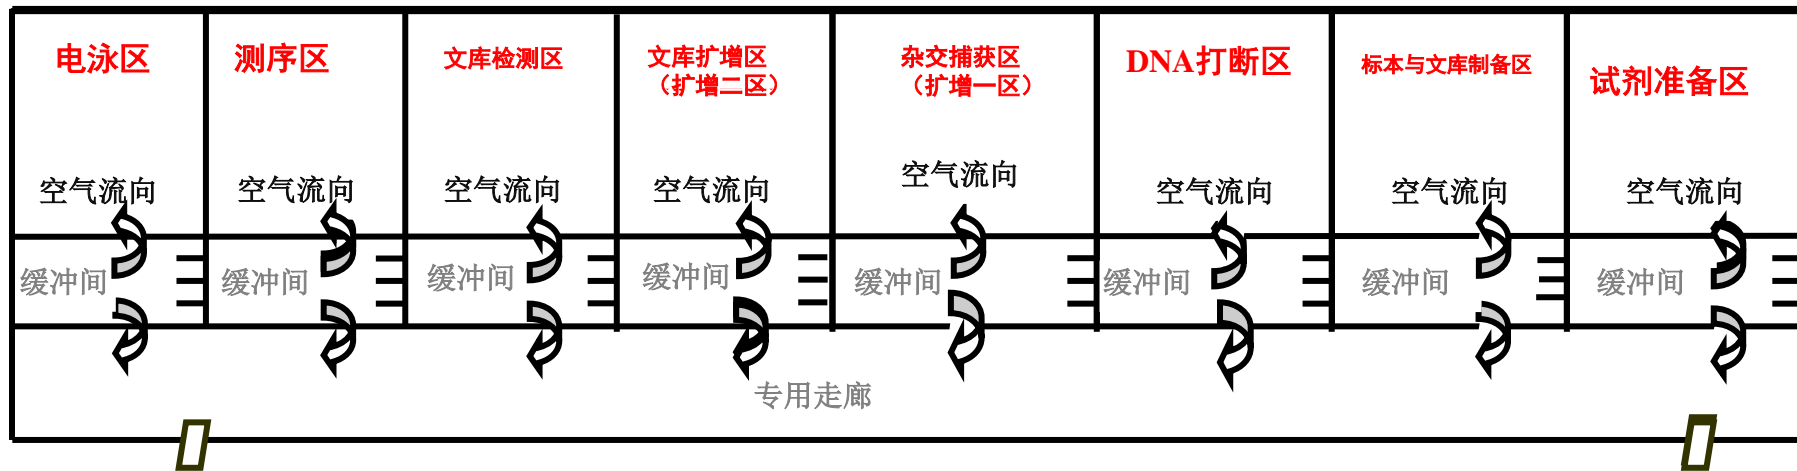 电泳区
测序区
文库检测区
文库扩增区
（扩增二区）
杂交捕获区
（扩增一区）
DNA打断区
标本与文库制备区
试剂准备区
空气流向
空气流向
空气流向
空气流向
空气流向
空气流向
空气流向
空气流向
缓冲间
缓冲间
缓冲间
缓冲间
缓冲间
缓冲间
缓冲间
缓冲间
专用走廊